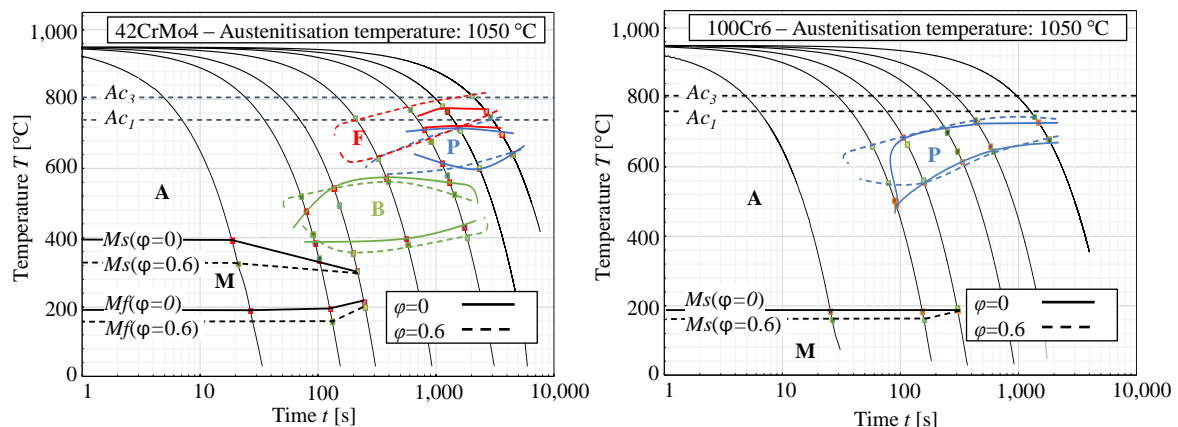 42CrMo4 – Austenitisation temperature: 1050 °C
1,000
800
600
400
200
0
Temperature T [°C]
Ac3
Ac1
F
P
A
B
Ms(φ=0)
Ms(φ=0.6)
M
Mf(φ=0)
Mf(φ=0.6)
φ=0
φ=0.6
1
10
100
1,000
10,000
Time t [s]
100Cr6 – Austenitisation temperature: 1050 °C
1,000
800
600
400
200
0
Temperature T [°C]
Ac3
Ac1
P
A
Ms(φ=0)
Ms(φ=0.6)
M
φ=0
φ=0.6
1
10
100
1,000
10,000
Time t [s]